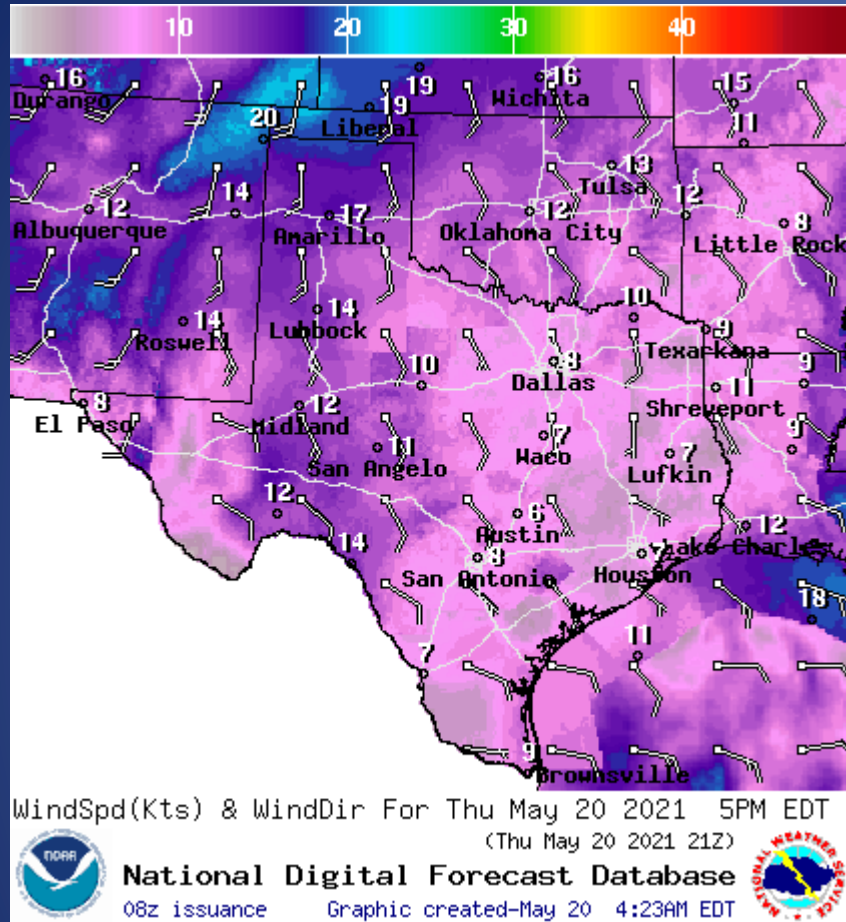 10 20 30 40
16 19 16 15
Durango Wichita
20 19 11
Liberal
13
Tulsa
14 12
12 17 12 8
Albuquerque Amarillo Oklahoma City Little Rock
14 14 10
Roswell Lubbock 9
Texarkana
10 8 9
Dallas 11
8 12 Shreveport
El Paso Midland
11 7 7 9
San Angelo Waco Lufkin
12 6 12
Austin Lake Charles
14 8
San Antonio Houston
18
11
7
9
Brownsville
WindSpd(Kts) & WindDir For Thu May 20 2021 5PM EDT
(Thu May 20 2021 21Z)
NOAA
NATIONAL WEATHER SERVICE
National Digital Forecast Database
08z issuance Graphic created-May 20 4:23AM EDT